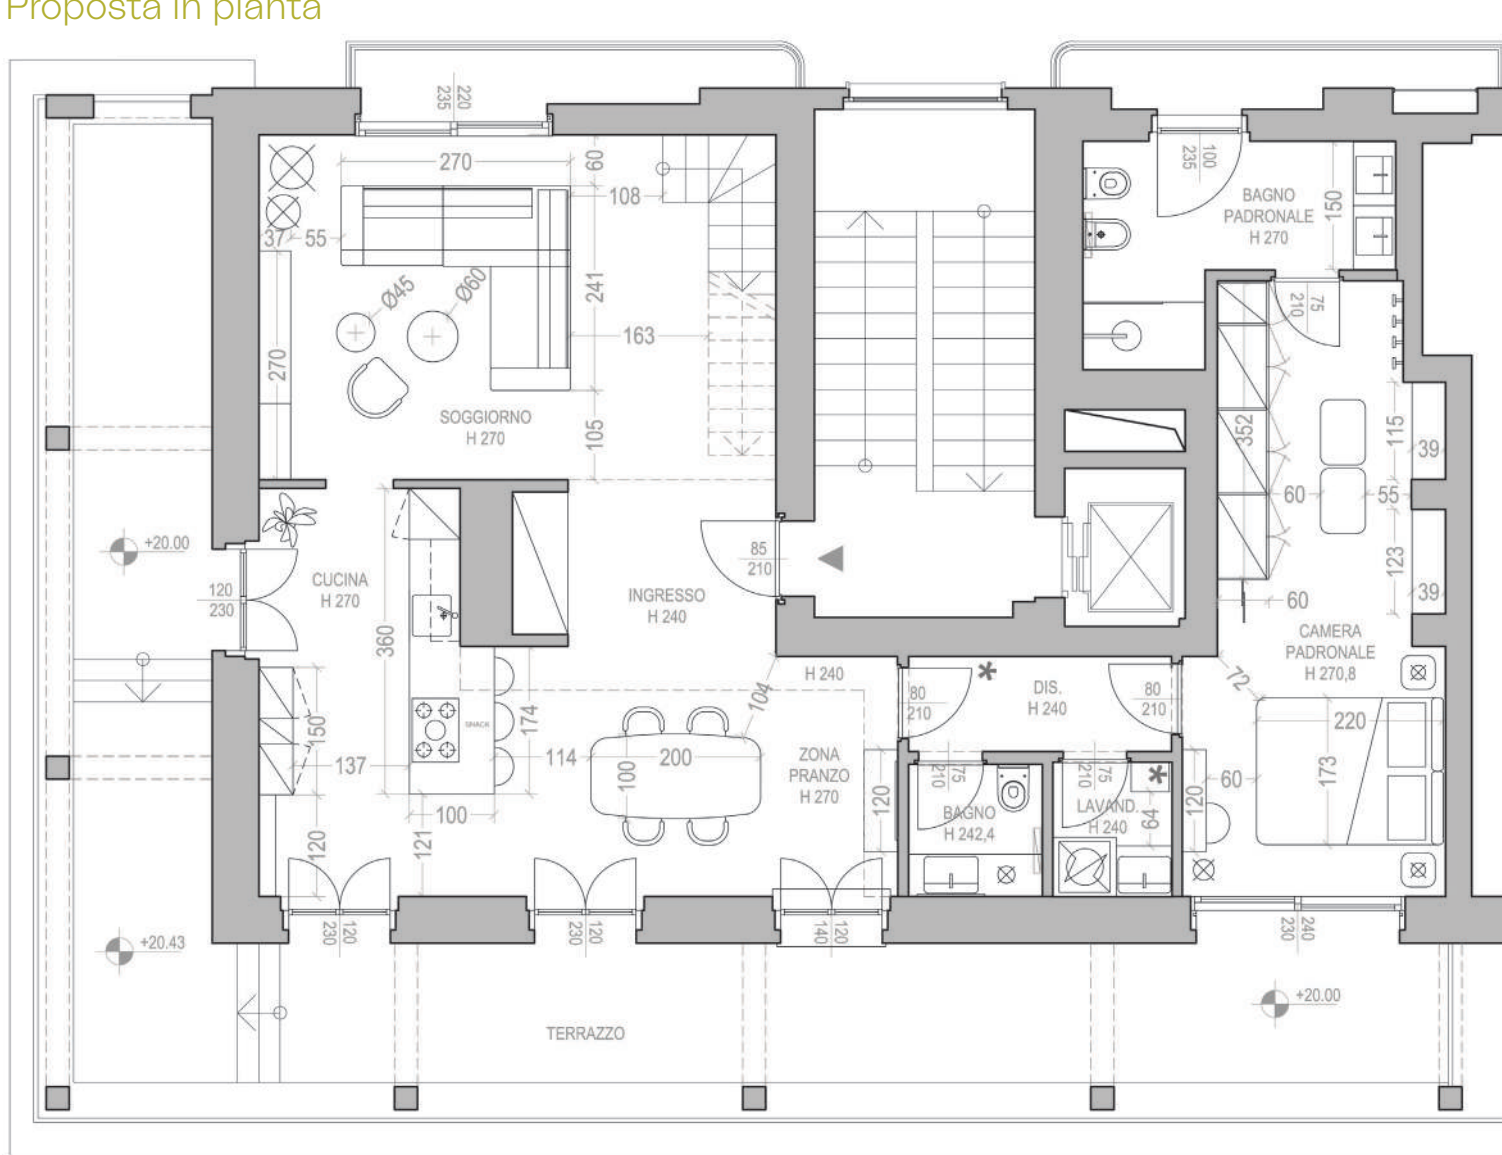 Proposta in pianta
220
235
270
60
108
37
55
Ø45
Ø60
241
163
270
SOGGIORNO
H 270
105
100
235
BAGNO
PADRONALE
H 270
150
75
210
352
115
39
60
55
123
39
60
+20.00
120
230
CUCINA
H 270
360
INGRESSO
H 240
85
210
CAMERA
PADRONALE
H 270,8
72
H 240
104
80
210
*
DIS.
H 240
80
210
150
137
SNACK
174
114
100
200
ZONA
PRANZO
H 270
120
75
210
75
210
*
BAGNO
H 242,4
LAVAND.
H 240
64
120
60
220
173
100
120
121
120
230
120
230
120
140
240
230
+20.43
+20.00
TERRAZZO